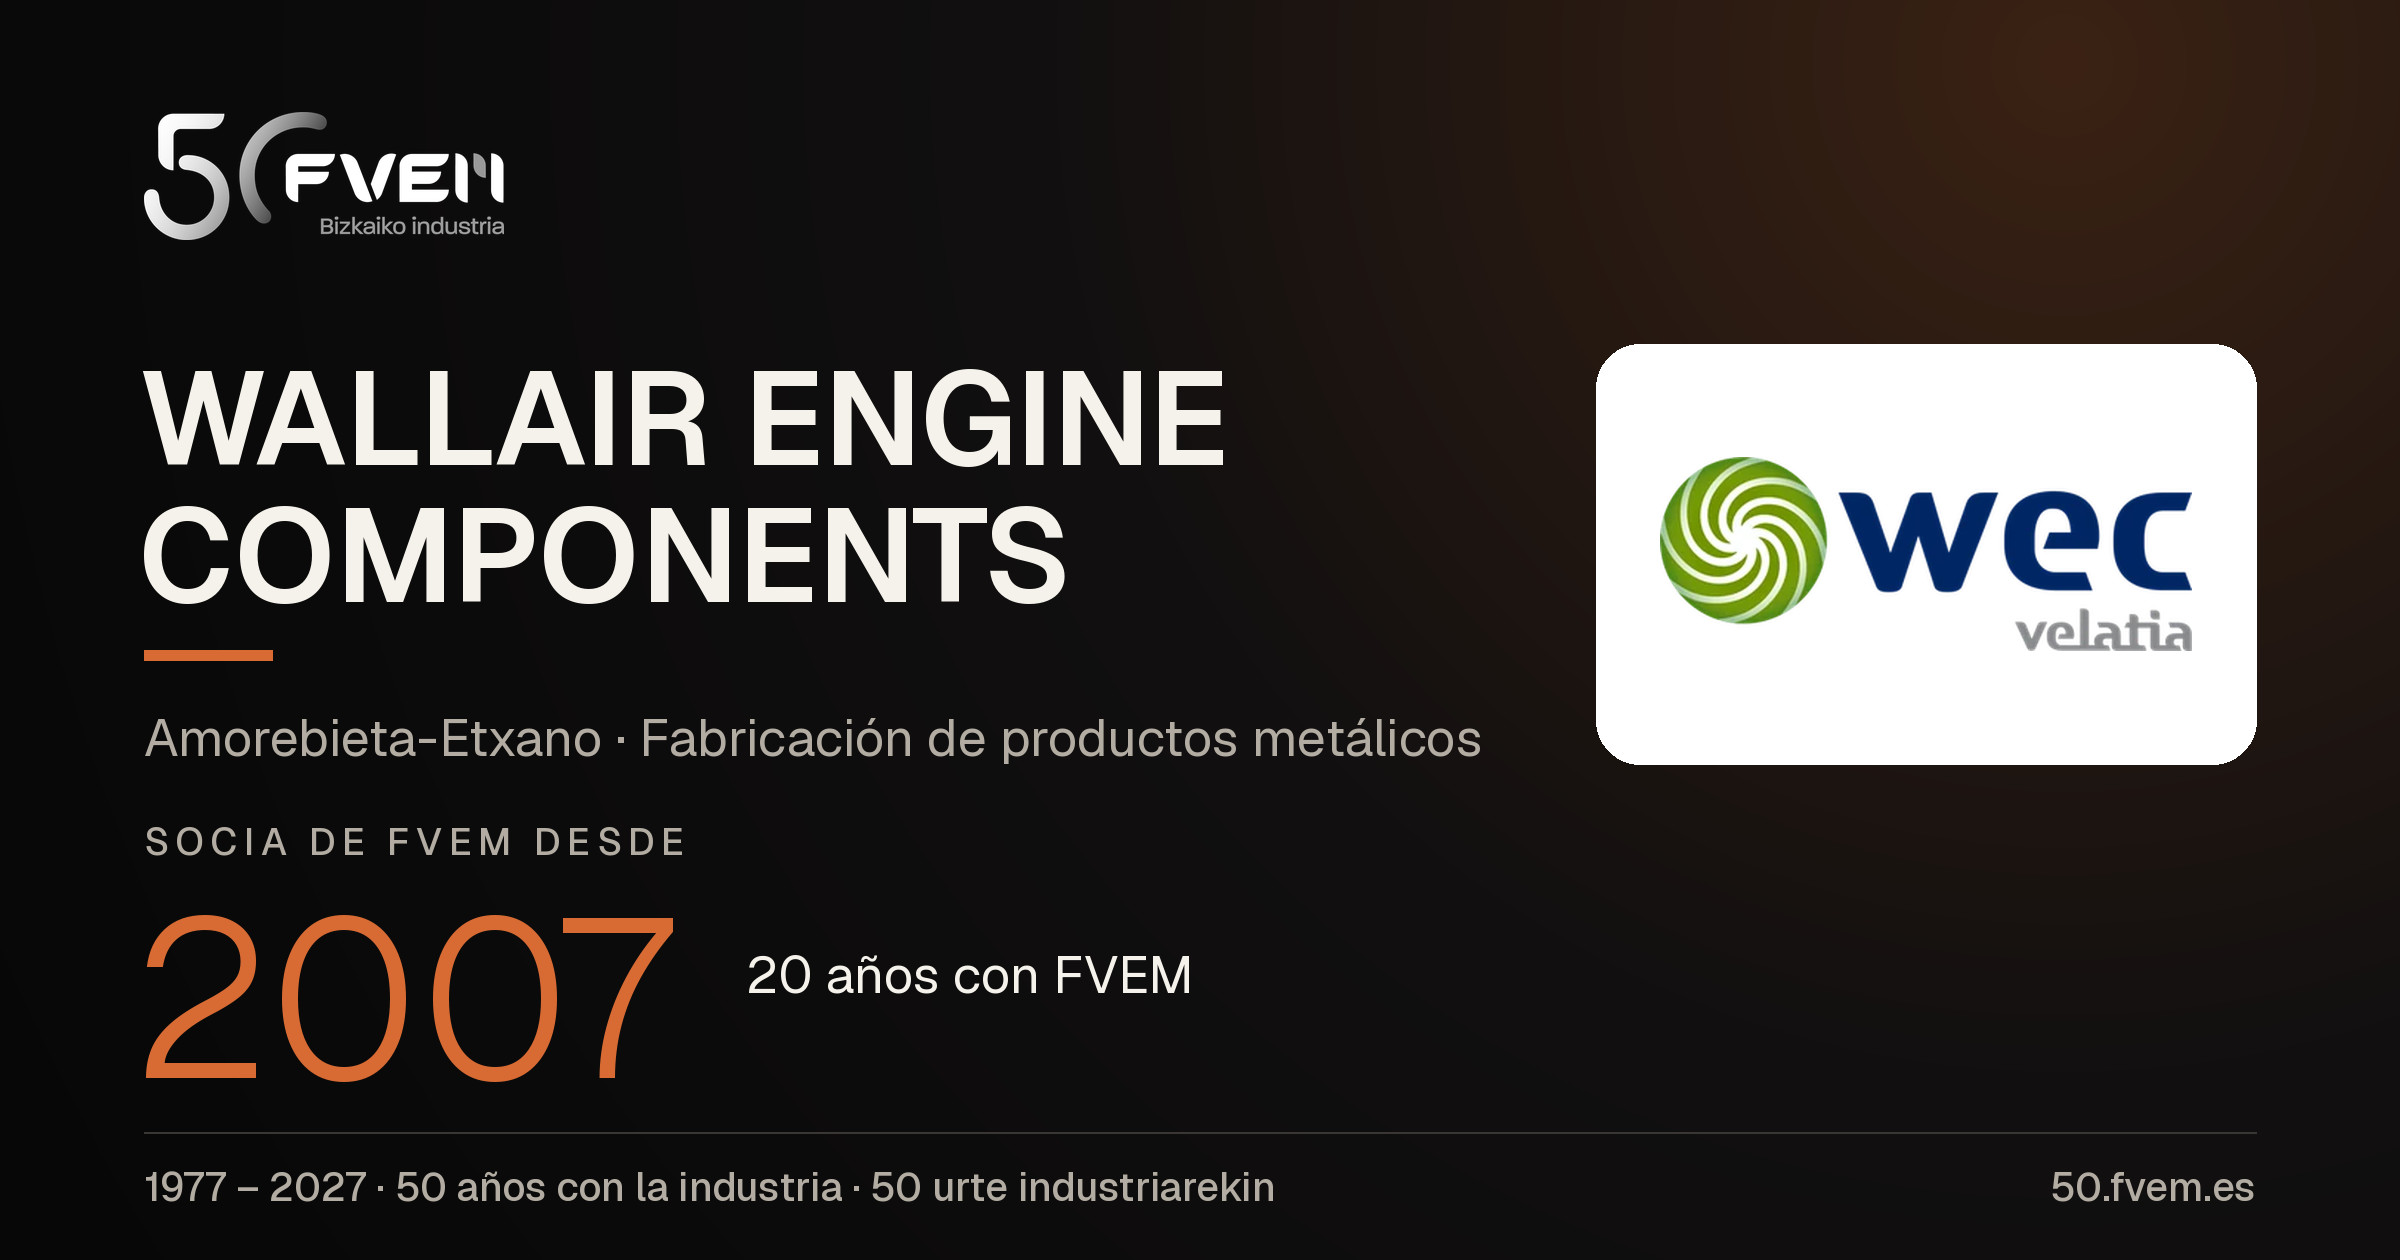 50 FVEM
Bizkaiko industria
WALLAIR ENGINE
COMPONENTS
wec
velatia
Amorebieta-Etxano · Fabricación de productos metálicos
SOCIA DE FVEM DESDE
2007
20 años con FVEM
1977 – 2027 · 50 años con la industria · 50 urte industriarekin
50.fvem.es